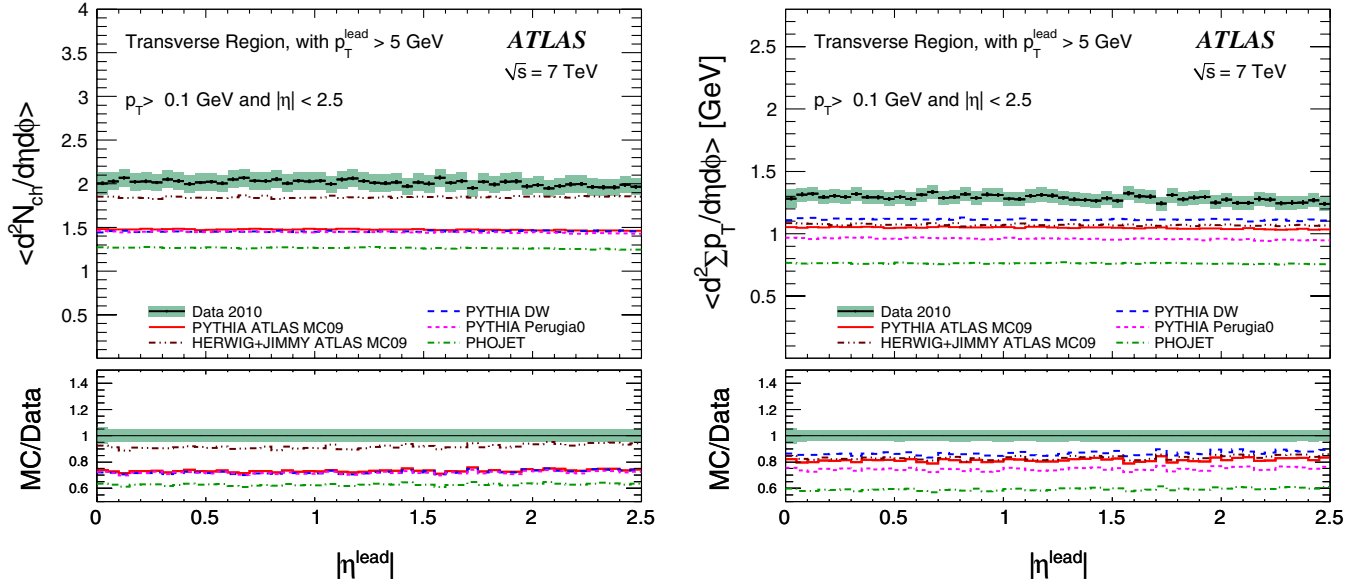 <d²N_ch/dηdφ>
4
3.5
3
2.5
2
1.5
1
0.5
Transverse Region, with p_T^lead > 5 GeV
ATLAS
√s = 7 TeV
p_T> 0.1 GeV and |η| < 2.5
Data 2010
PYTHIA ATLAS MC09
HERWIG+JIMMY ATLAS MC09
PYTHIA DW
PYTHIA Perugia0
PHOJET
MC/Data
1.4
1.2
1
0.8
0.6
0 0.5 1 1.5 2 2.5
|η^lead|
<d²Σp_T/dηdφ> [GeV]
2.5
2
1.5
1
0.5
Transverse Region, with p_T^lead > 5 GeV
ATLAS
√s = 7 TeV
p_T> 0.1 GeV and |η| < 2.5
Data 2010
PYTHIA ATLAS MC09
HERWIG+JIMMY ATLAS MC09
PYTHIA DW
PYTHIA Perugia0
PHOJET
MC/Data
1.4
1.2
1
0.8
0.6
0 0.5 1 1.5 2 2.5
|η^lead|